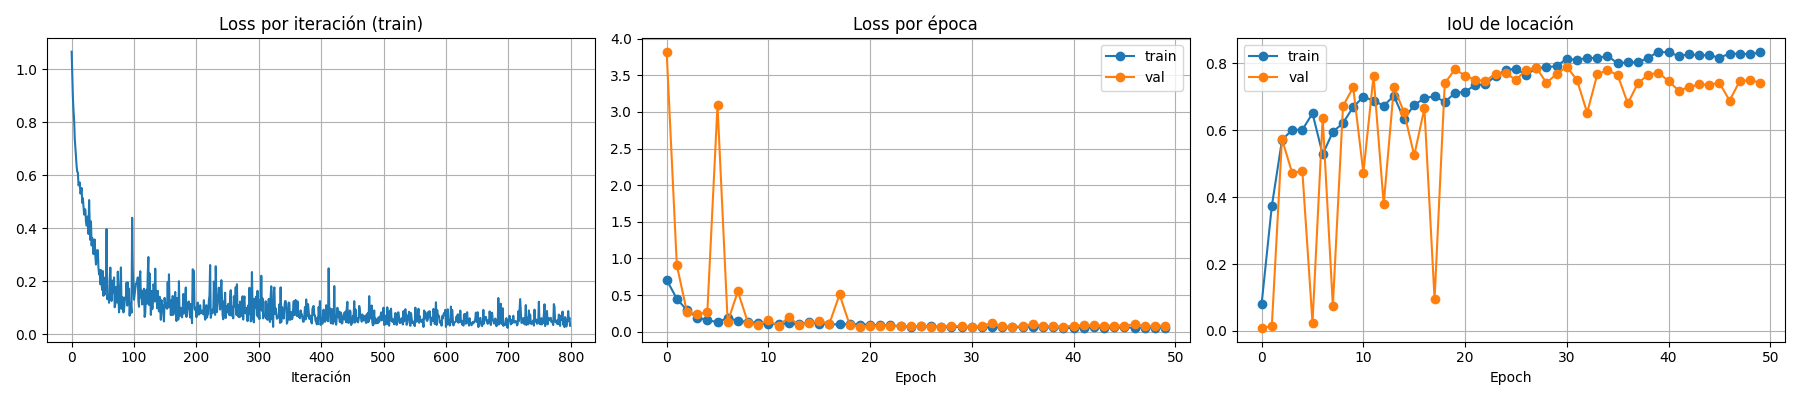 Loss por iteración (train)
1.0
0.8
0.6
0.4
0.2
0.0
0 100 200 300 400 500 600 700 800
Iteración
Loss por época
train
val
4.0
3.5
3.0
2.5
2.0
1.5
1.0
0.5
0.0
0 10 20 30 40 50
Epoch
IoU de locación
train
val
0.8
0.6
0.4
0.2
0.0
0 10 20 30 40 50
Epoch